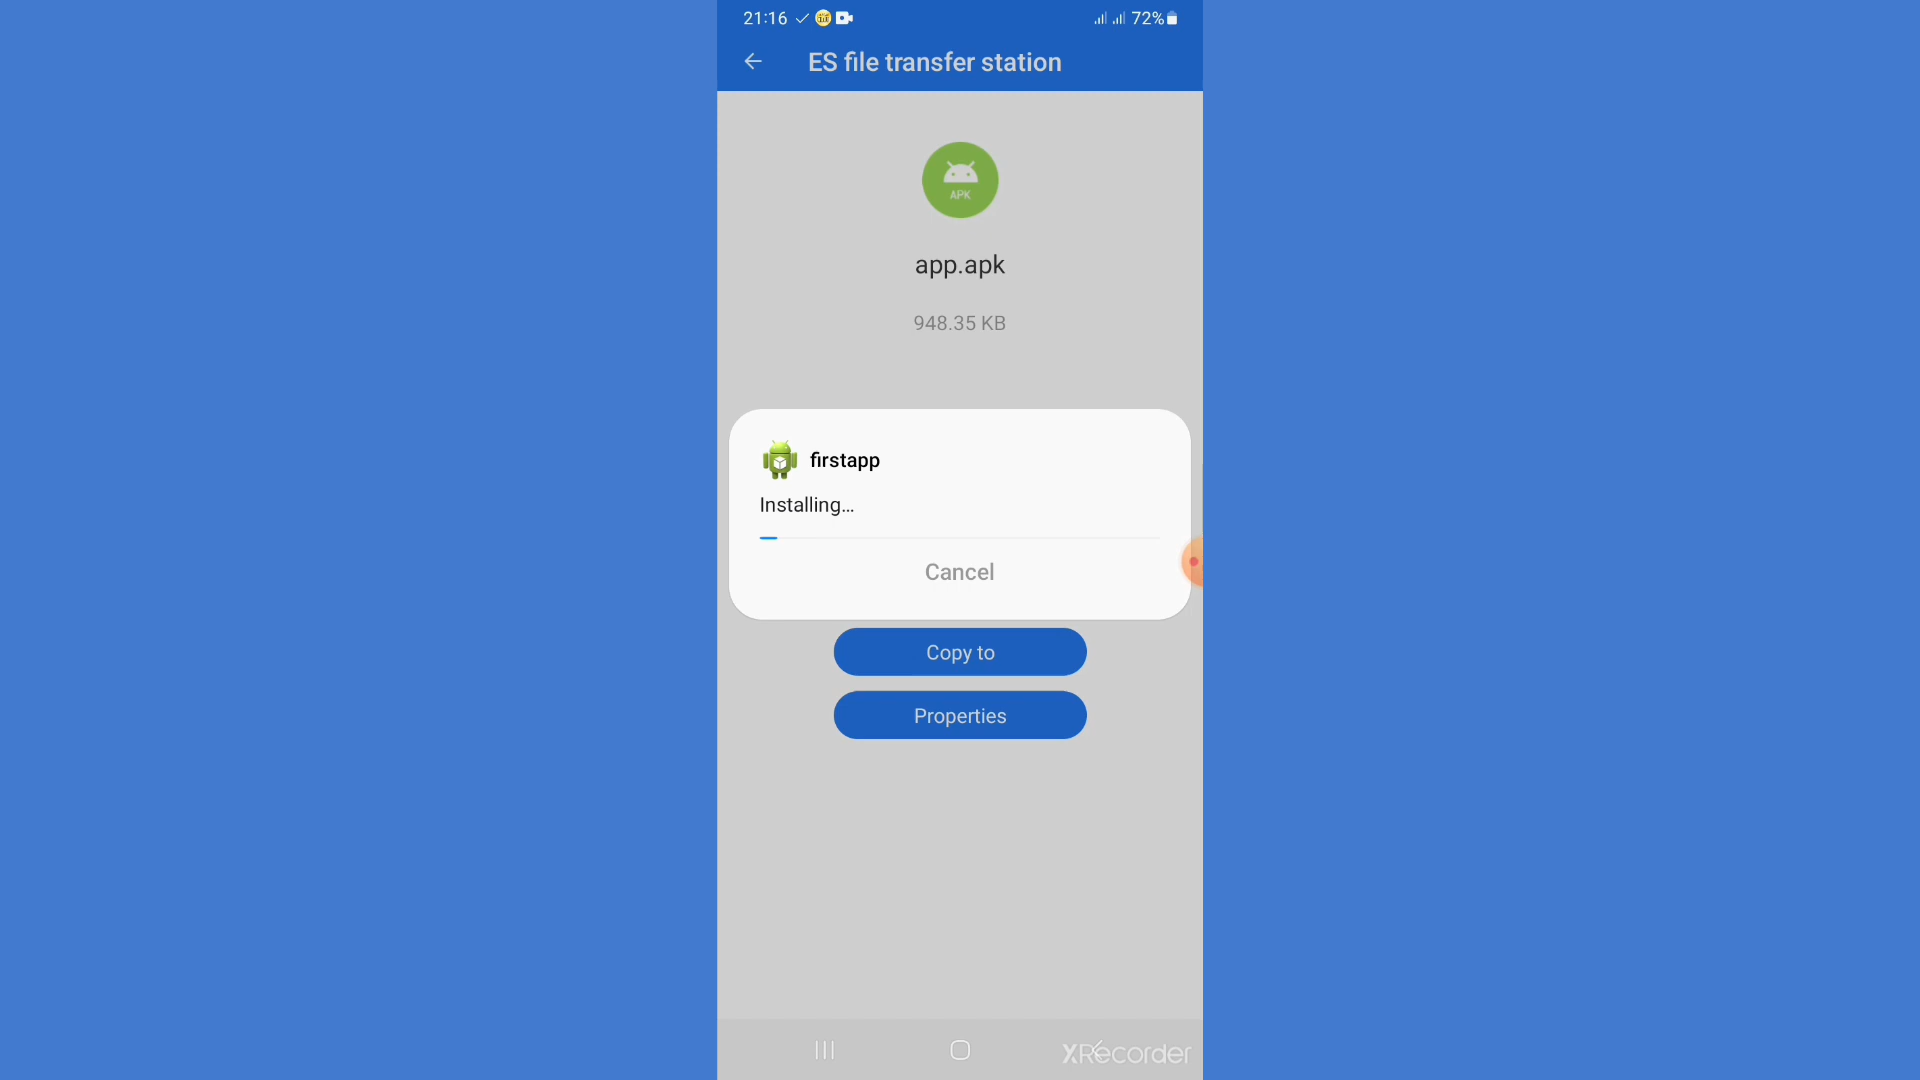 21:16
72%
ES file transfer station
APK
app.apk
948.35 KB
firstapp
Installing...
Cancel
Copy to
Properties
XRecorder